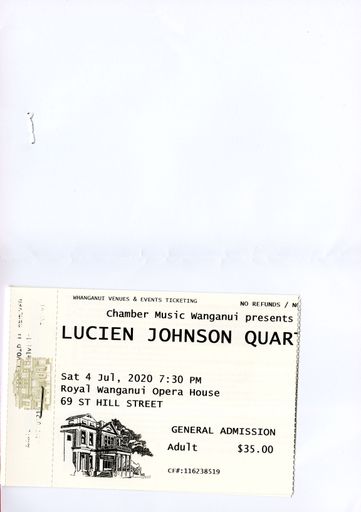 WHANGANUI VENUES & EVENTS TICKETING
NO REFUNDS / N
Chamber Music Wanganui presents
LUCIEN JOHNSON QUAR
Sat 4 Jul, 2020 7:30 PM
Royal Wanganui Opera House
69 ST HILL STREET
GENERAL ADMISSION
Adult $35.00
CF#:116238519